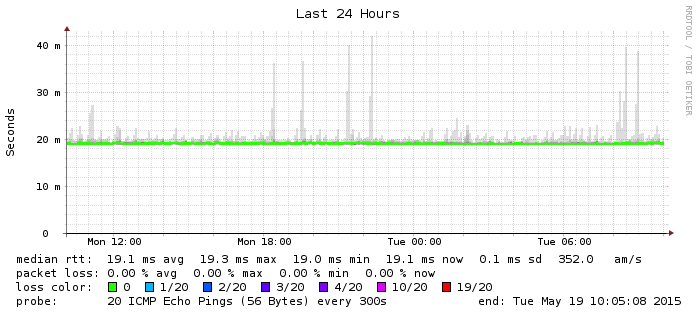 Last 24 Hours
RRDTOOL / TOBI OETIKER
Seconds
40 m
30 m
20 m
10 m
0
Mon 12:00 Mon 18:00 Tue 00:00 Tue 06:00
median rtt: 19.1 ms avg 19.3 ms max 19.0 ms min 19.1 ms now 0.1 ms sd 352.0 am/s
packet loss: 0.00 % avg 0.00 % max 0.00 % min 0.00 % now
loss color: 0 1/20 2/20 3/20 4/20 10/20 19/20
probe: 20 ICMP Echo Pings (56 Bytes) every 300s end: Tue May 19 10:05:08 2015